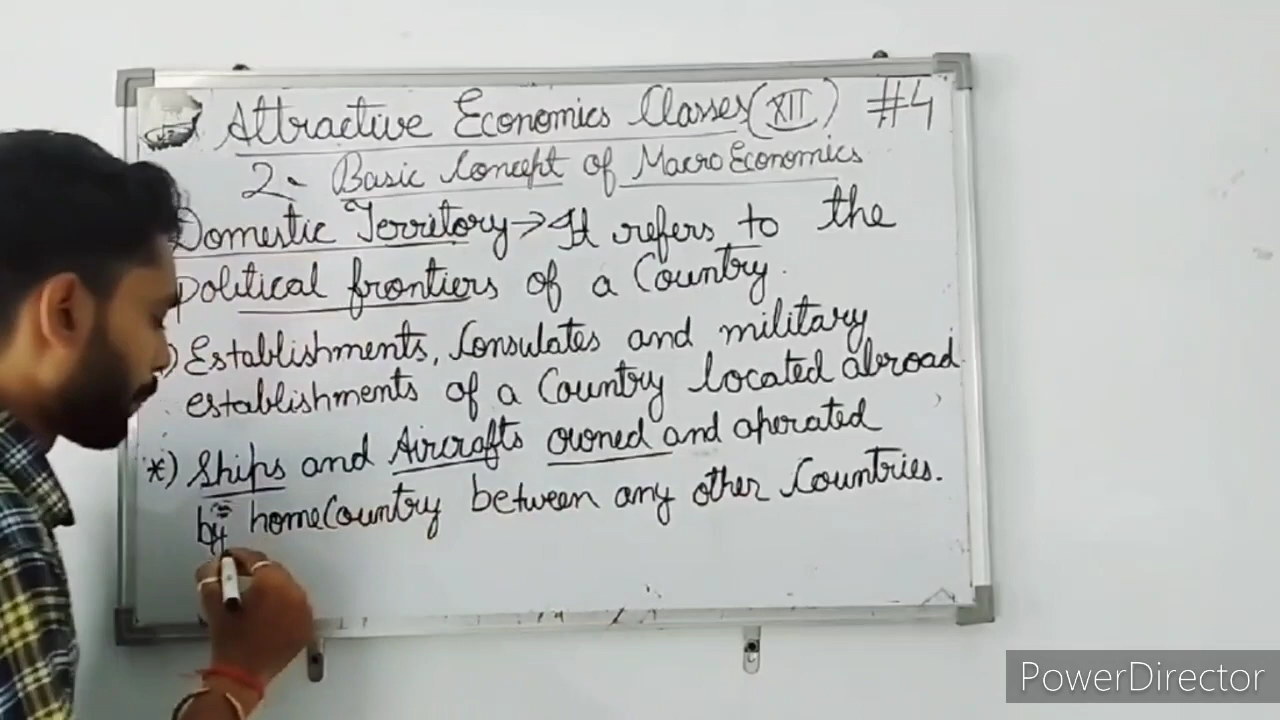 Attractive Economics Classes (XII) #4
2. Basic Concept of Macro Economics
Domestic Territory → It refers to the
political frontiers of a Country.
) Establishments, Consulates and military
establishments of a Country located abroad.
*) Ships and Aircrafts owned and operated
by home Country between any other Countries.
PowerDirector